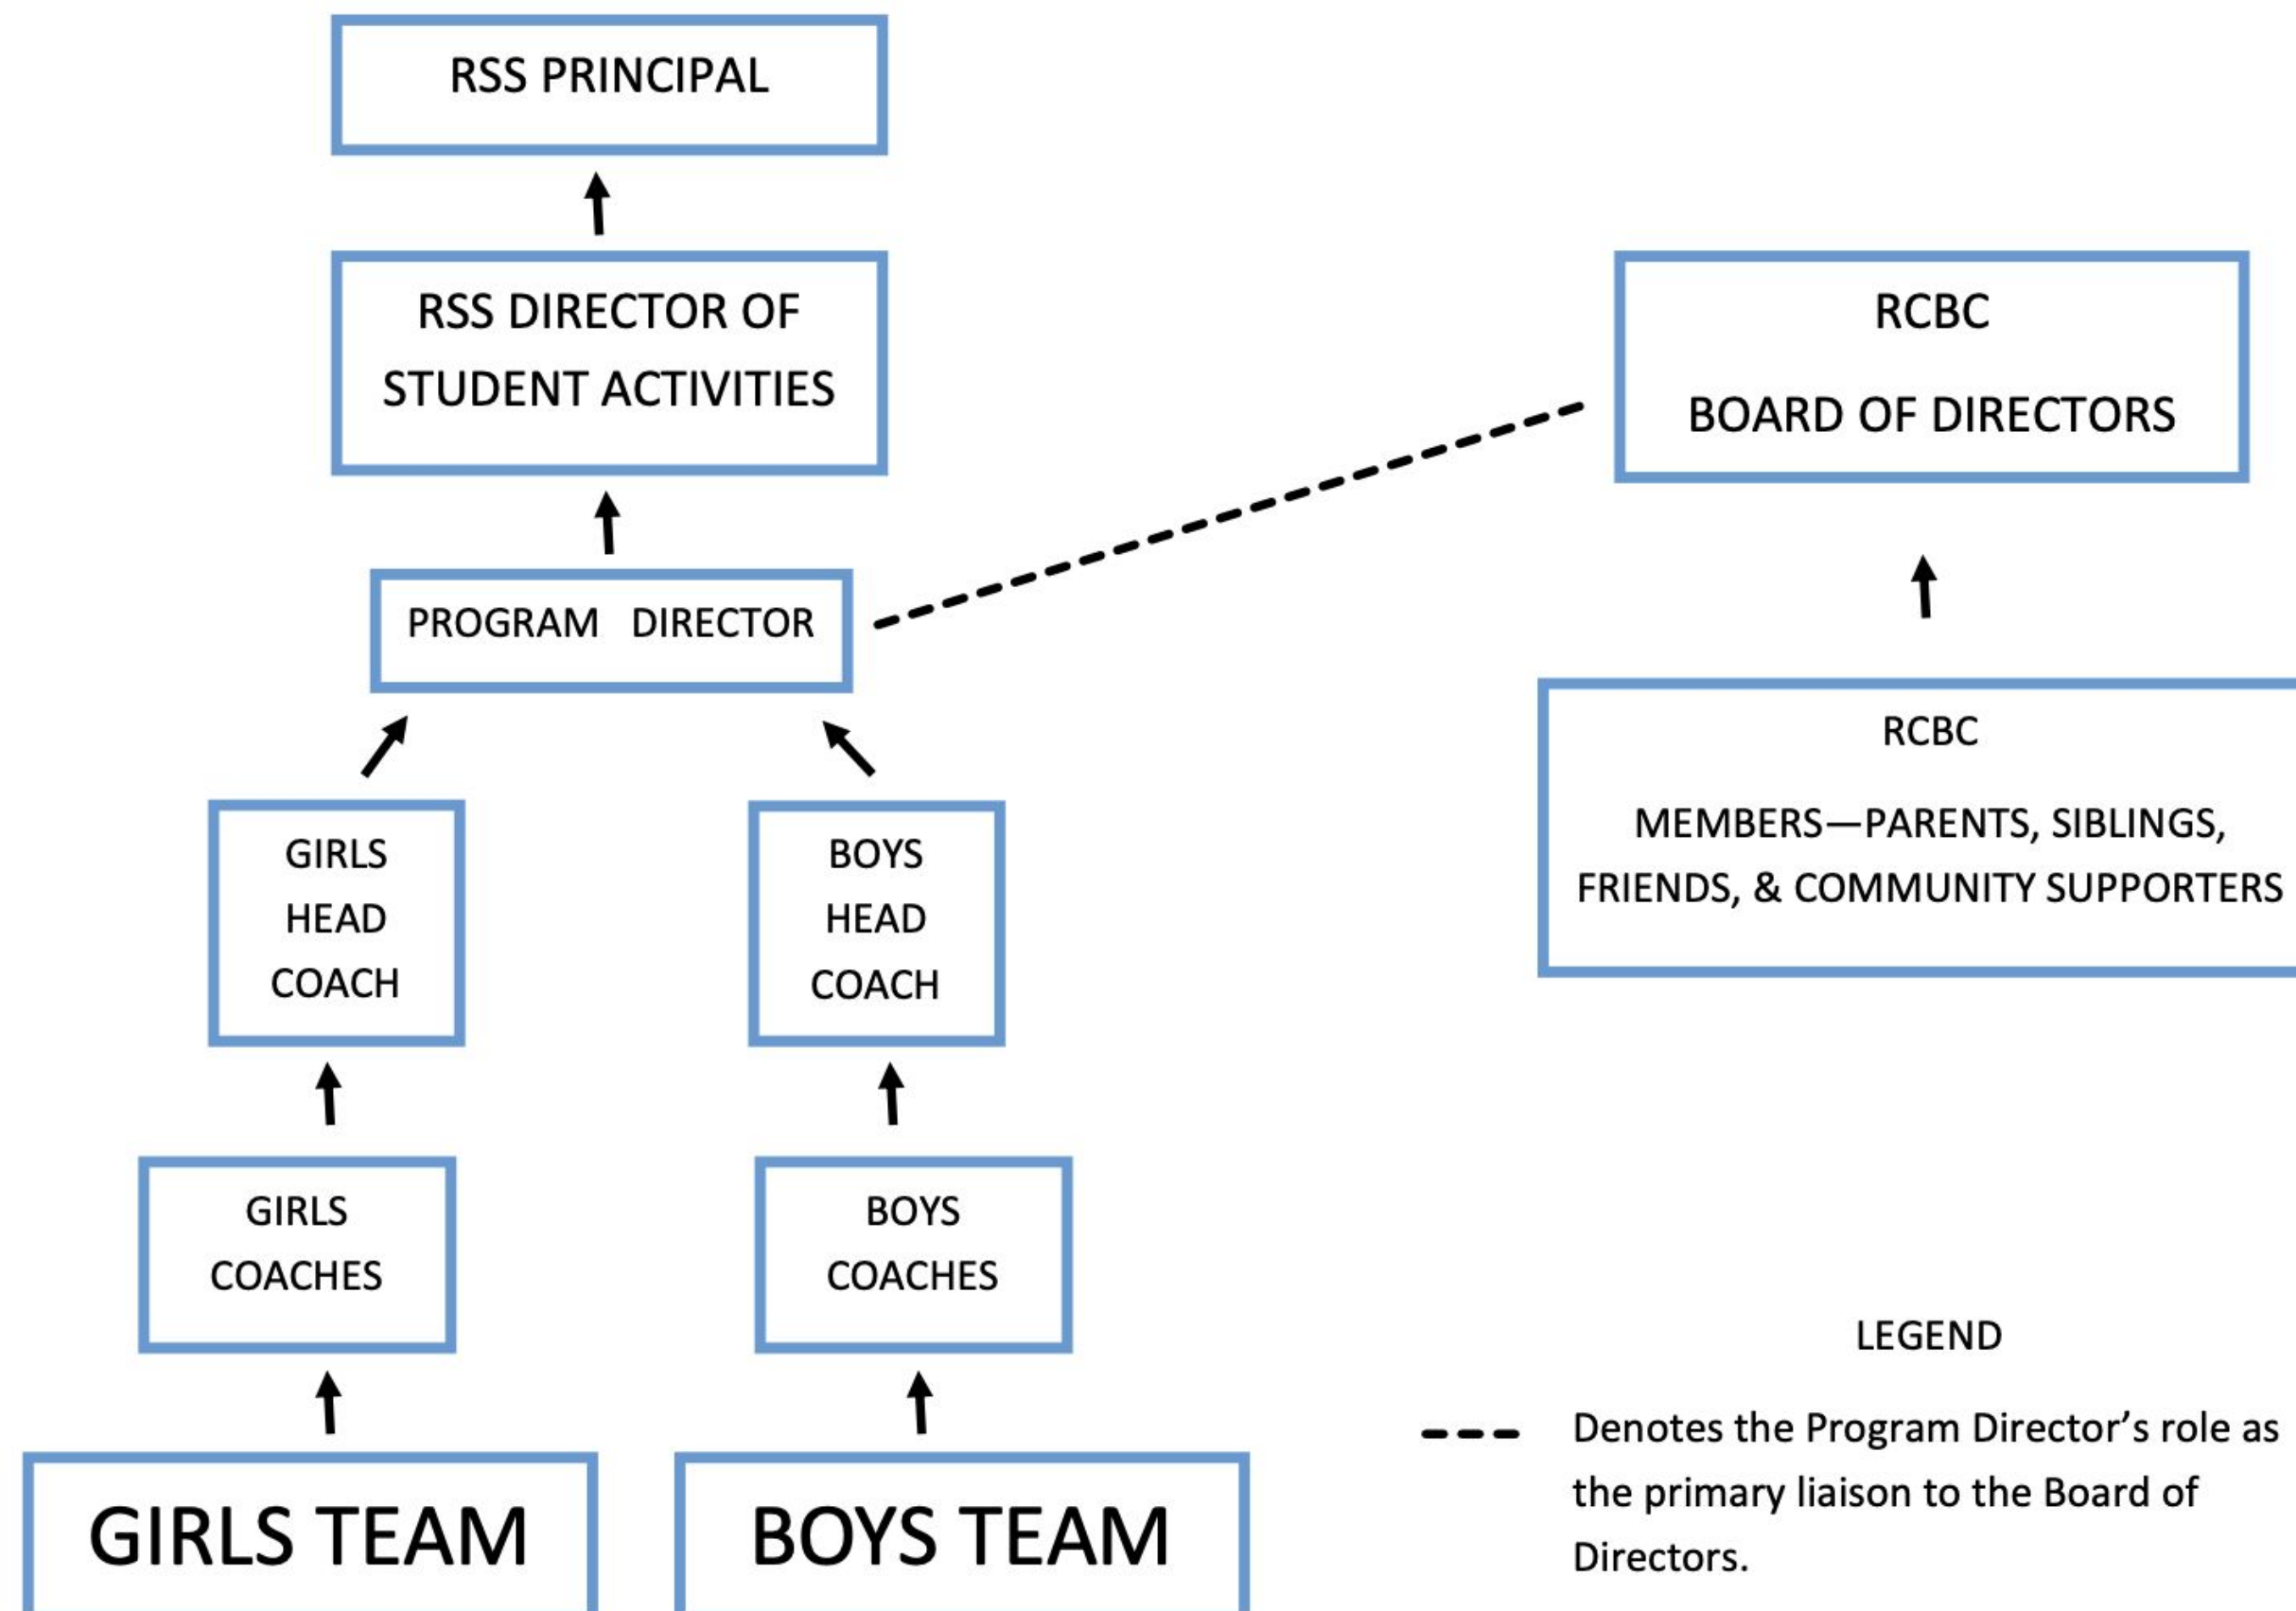 RSS PRINCIPAL
RSS DIRECTOR OF
STUDENT ACTIVITIES
RCBC
BOARD OF DIRECTORS
PROGRAM DIRECTOR
RCBC
MEMBERS—PARENTS, SIBLINGS,
FRIENDS, & COMMUNITY SUPPORTERS
GIRLS
HEAD
COACH
BOYS
HEAD
COACH
GIRLS
COACHES
BOYS
COACHES
GIRLS TEAM
BOYS TEAM
LEGEND
Denotes the Program Director’s role as
the primary liaison to the Board of
Directors.